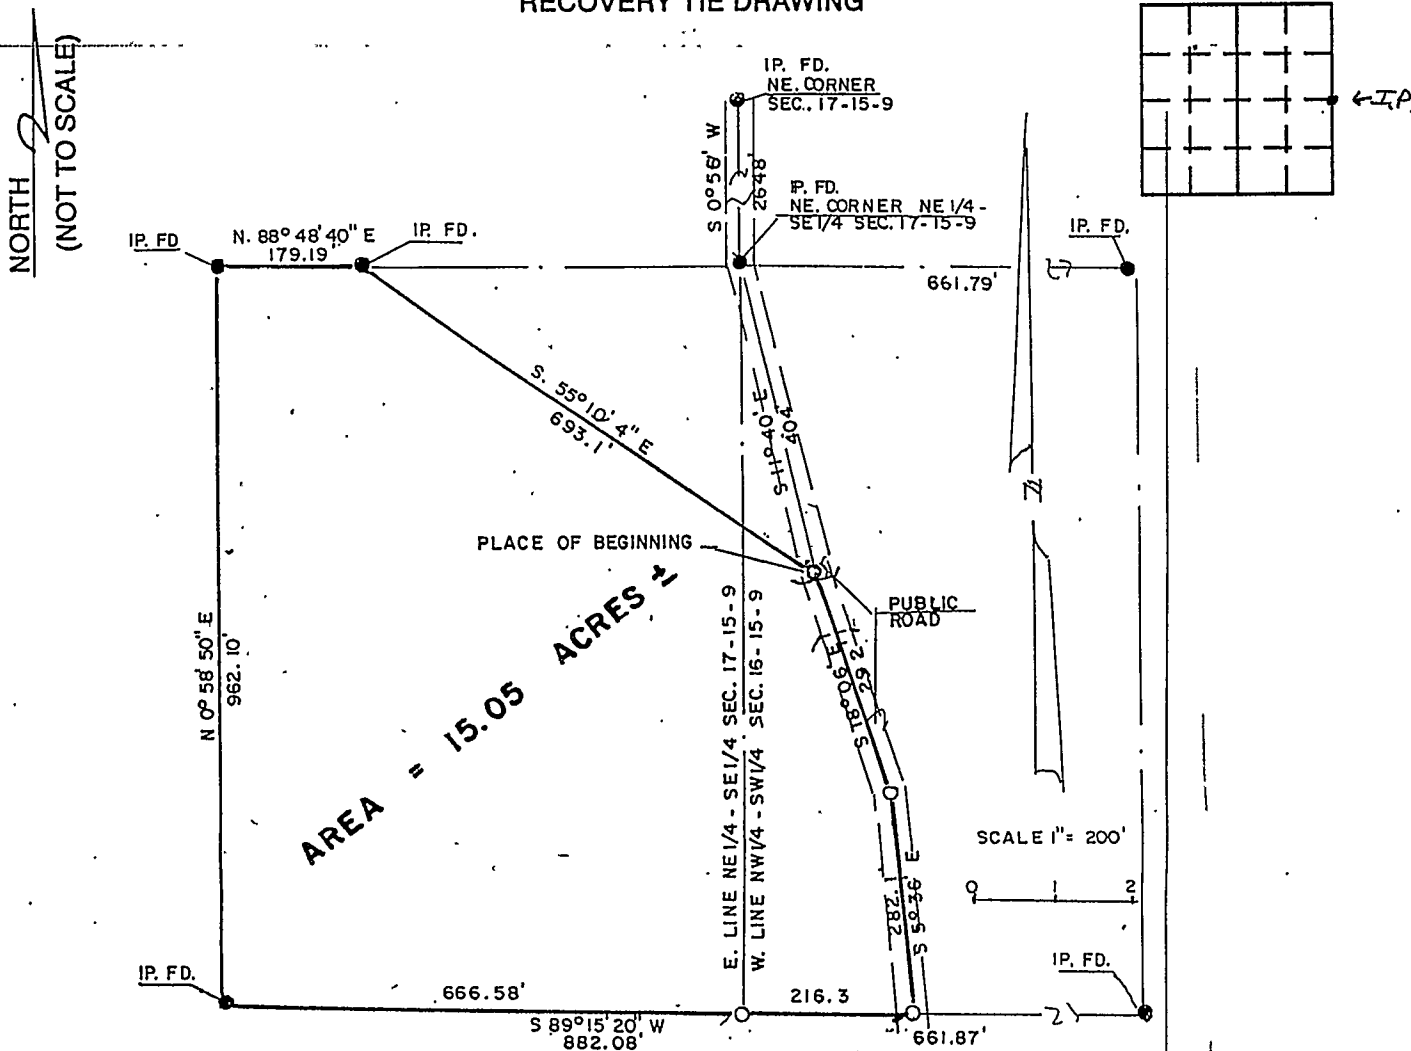 RECOVERY TIE DRAWING
NORTH
(NOT TO SCALE)
IP. FD.
NE. CORNER
SEC. 17-15-9
←I.P.
S 0°56' W
2648'
IP. FD.
NE. CORNER NE 1/4 -
SE1/4 SEC. 17-15-9
IP. FD
N. 88° 48' 40" E
179.19'
IP. FD.
IP. FD.
661.79'
S. 55°10' 4" E
693.1'
S 11° 40' E
404'
N
PLACE OF BEGINNING
PUBLIC
ROAD
N 0° 58' 50" E
962.10'
AREA = 15.05 ACRES ±
S 18° 06' E
292.1'
E. LINE NE1/4 - SE1/4 SEC. 17-15-9
W. LINE NW1/4 - SW1/4 SEC. 16-15-9
SCALE 1"= 200'
0 1 2
282.1'
S 5° 36' E
IP. FD.
IP. FD.
666.58'
216.3
S 89° 15' 20" W
882.08'
661.87'